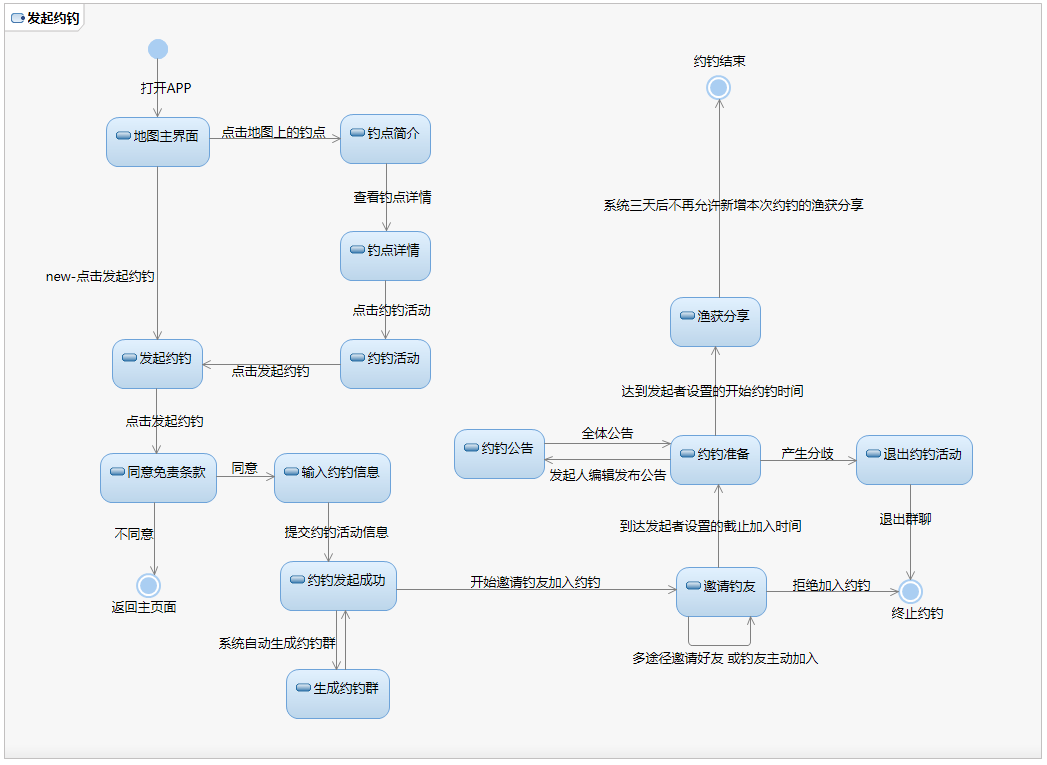 发起约钓
打开APP
地图主界面
点击地图上的钓点
钓点简介
查看钓点详情
钓点详情
new-点击发起约钓
点击约钓活动
发起约钓
点击发起约钓
约钓活动
点击发起约钓
同意免责条款
同意
输入约钓信息
不同意
返回主页面
提交约钓活动信息
约钓发起成功
系统自动生成约钓群
生成约钓群
开始邀请钓友加入约钓
约钓结束
系统三天后不再允许新增本次约钓的渔获分享
渔获分享
达到发起者设置的开始约钓时间
约钓公告
全体公告
发起人编辑发布公告
约钓准备
产生分歧
退出约钓活动
到达发起者设置的截止加入时间
退出群聊
邀请钓友
拒绝加入约钓
终止约钓
多途径邀请好友 或钓友主动加入